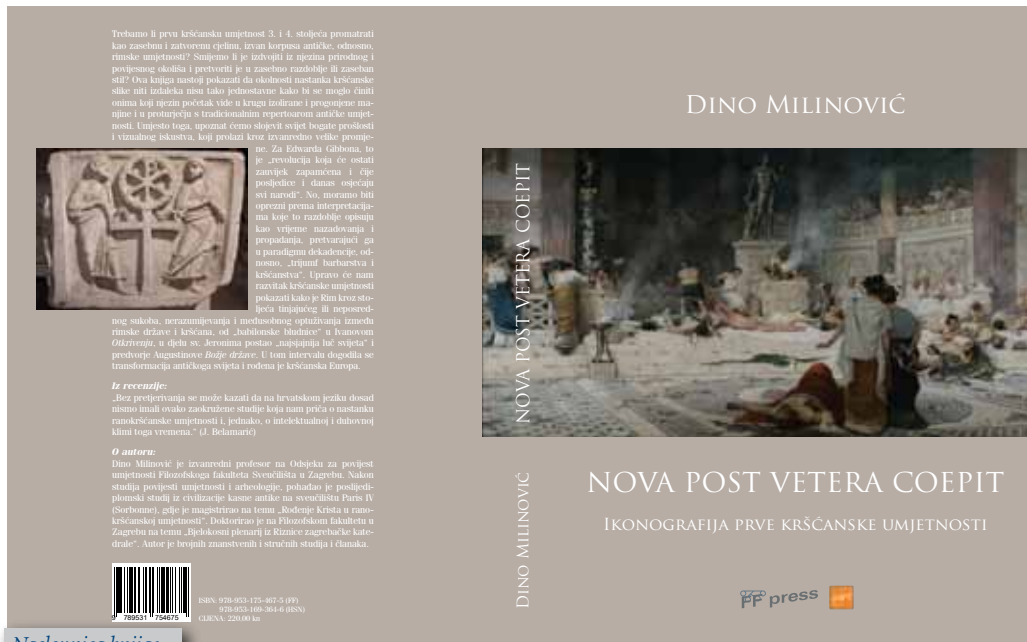 Trebamo li prvu kršćansku umjetnost 3. i 4. stoljeća promatrati
kao zasebnu i zatvorenu cjelinu, izvan korpusa antičke, odnosno,
rimske umjetnosti? Smijemo li je izdvojiti iz njezina prirodnog i
povijesnog okoliša i pretvoriti je u zasebno razdoblje ili zaseban
stil? Ova knjiga nastoji pokazati da okolnosti nastanka kršćanske
slike niti izdaleka nisu tako jednostavne kako bi se moglo činiti
onima koji njezin početak vide u krugu izolirane i progonjene ma-
njine i u proturječju s tradicionalnim repertoarom antičke umjet-
nosti. Umjesto toga, upoznat ćemo slojevit svijet bogate prošlosti
i vizualnog iskustva, koji prolazi kroz izvanredno velike promje-
ne. Za Edwarda Gibbona, to
je „revolucija koja će ostati
zauvijek zapamćena i čije
posljedice i danas osjećaju
svi narodi“. No, moramo biti
oprezni prema interpretacija-
ma koje to razdoblje opisuju
kao vrijeme nazadovanja i
propadanja, pretvarajući ga
u paradigmu dekadencije, od-
nosno, „trijumf barbarstva i
kršćanstva“. Upravo će nam
razvitak kršćanske umjetnosti
pokazati kako je Rim kroz sto-
ljeća tinjajućeg ili neposred-
nog sukoba, nerazumijevanja i međusobnog optuživanja između
rimske države i kršćana, od „babilonske bludnice“ u Ivanovom
Otkrivenju, u djelu sv. Jeronima postao „najsjajnija luč svijeta“ i
predvorje Augustinove Božje države. U tom intervalu dogodila se
transformacija antičkoga svijeta i rođena je kršćanska Europa.
Iz recenzije:
„Bez pretjerivanja se može kazati da na hrvatskom jeziku dosad
nismo imali ovako zaokružene studije koja nam priča o nastanku
ranokršćanske umjetnosti i, jednako, o intelektualnoj i duhovnoj
klimi toga vremena.“ (J. Belamarić)
O autoru:
Dino Milinović je izvanredni profesor na Odsjeku za povijest
umjetnosti Filozofskoga fakulteta Sveučilišta u Zagrebu. Nakon
studija povijesti umjetnosti i arheologije, pohađao je poslijedi-
plomski studij iz civilizacije kasne antike na sveučilištu Paris IV
(Sorbonne), gdje je magistrirao na temu „Rođenje Krista u rano-
kršćanskoj umjetnosti“. Doktorirao je na Filozofskom fakultetu u
Zagrebu na temu „Bjelokosni plenarij iz Riznice zagrebačke kate-
drale“. Autor je brojnih znanstvenih i stručnih studija i članaka.
9 789531 754675
ISBN: 978-953-175-467-5 (FF)
978-953-169-364-6 (HSN)
CIJENA: 220,00 kn
NOVA POST VETERA COEPIT
DINO MILINOVIĆ
DINO MILINOVIĆ
NOVA POST VETERA COEPIT
IKONOGRAFIJA PRVE KRŠĆANSKE UMJETNOSTI
FF press
Naslovnica knjige